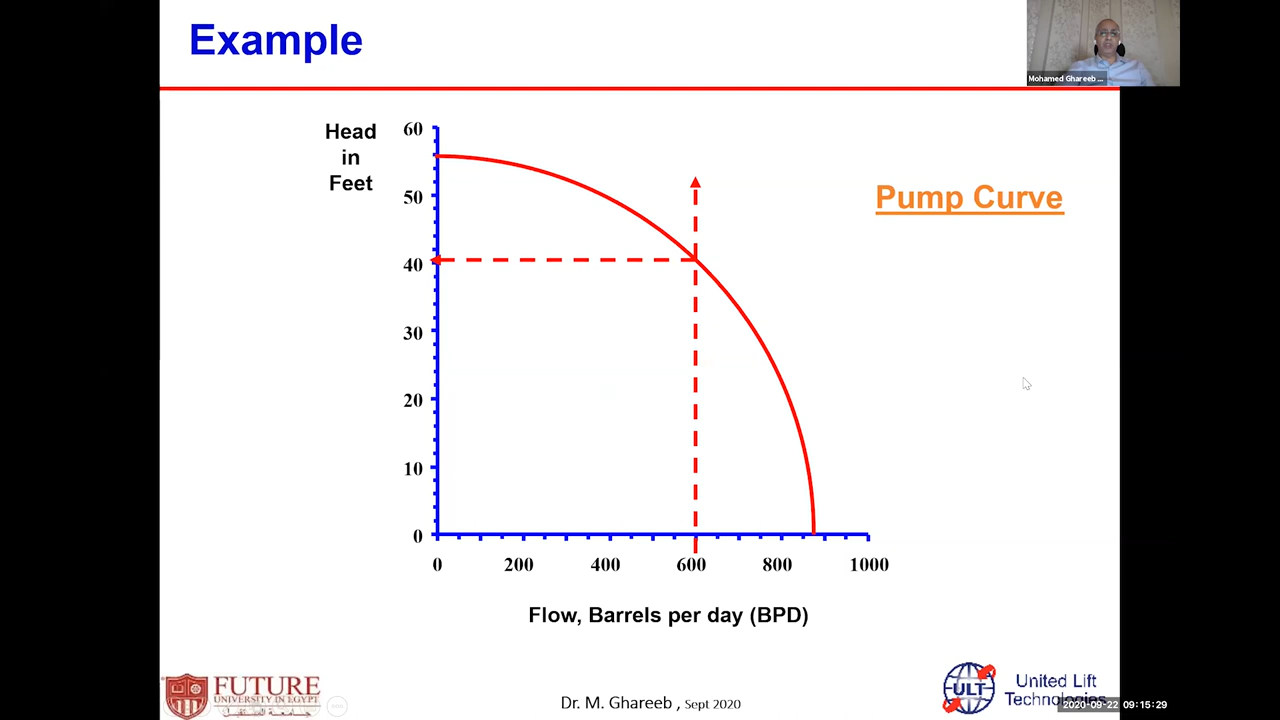 Example
Mohamed Ghareeb ...
Head
in
Feet
60
50
40
30
20
10
0
Pump Curve
0 200 400 600 800 1000
Flow, Barrels per day (BPD)
FUTURE
UNIVERSITY IN EGYPT
Dr. M. Ghareeb , Sept 2020
ULT
United Lift
Technologies
2020-09-22 09:15:29